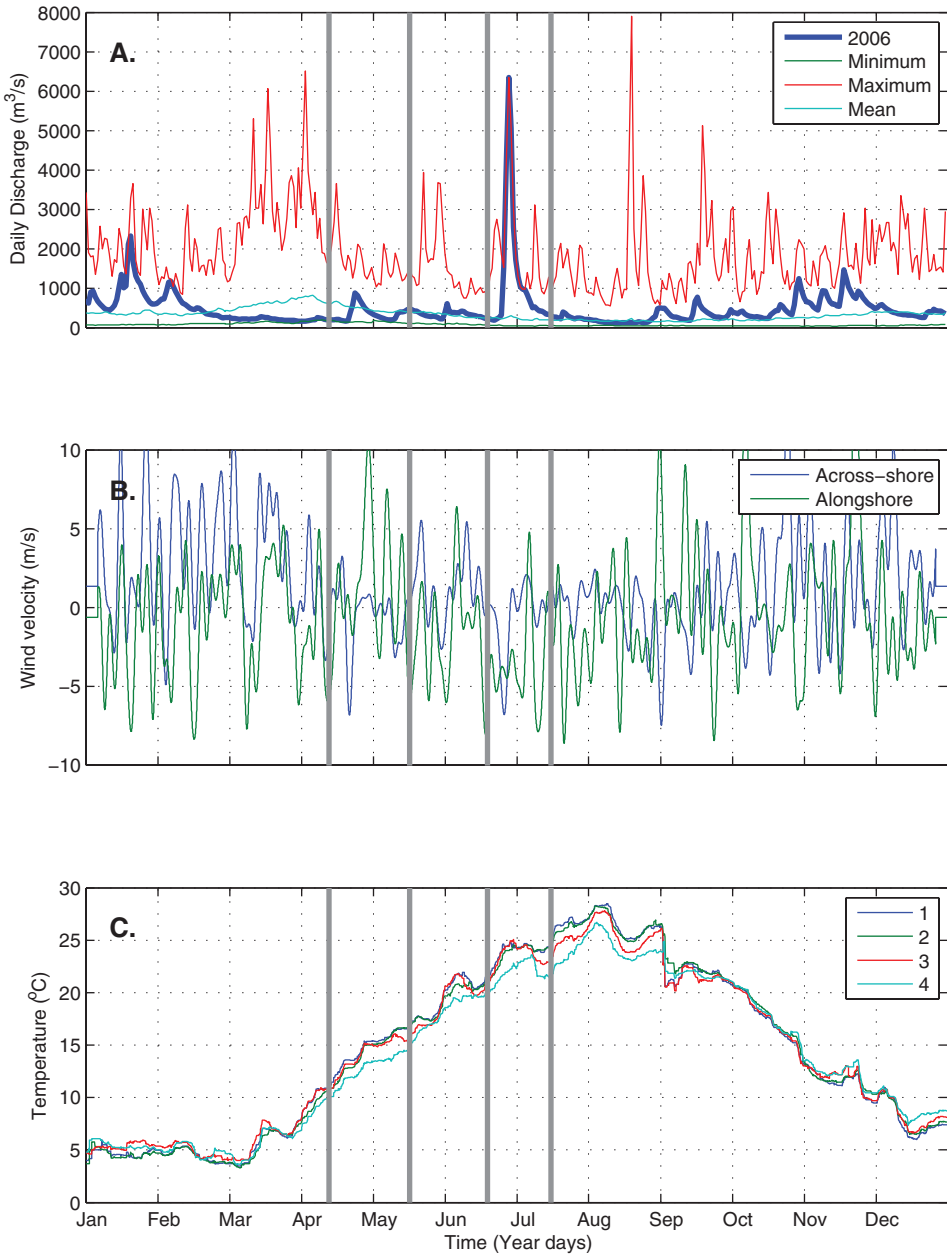 8000
7000
6000
5000
4000
3000
2000
1000
0
Daily Discharge (m³/s)
A.
2006
Minimum
Maximum
Mean
10
5
0
−5
−10
Wind velocity (m/s)
B.
Across−shore
Alongshore
30
25
20
15
10
5
0
Temperature (⁰C)
C.
1
2
3
4
Jan Feb Mar Apr May Jun Jul Aug Sep Oct Nov Dec
Time (Year days)